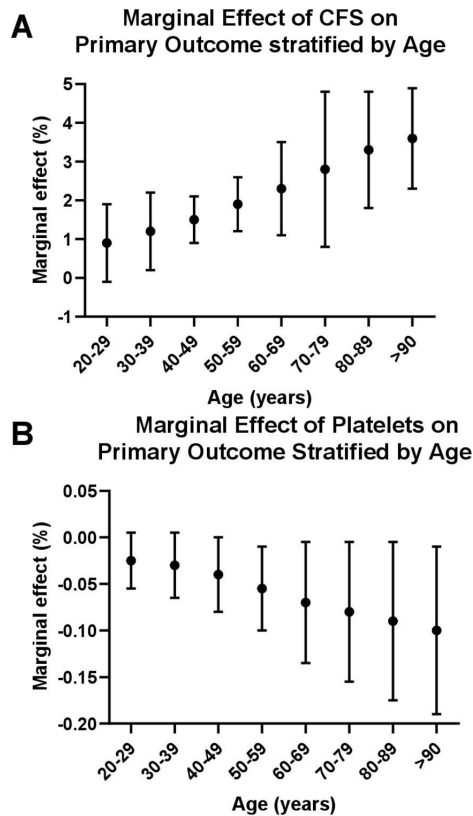 A
Marginal Effect of CFS on
Primary Outcome stratified by Age
Marginal effect (%)
5
4
3
2
1
0
-1
20-29
30-39
40-49
50-59
60-69
70-79
80-89
>90
Age (years)
B
Marginal Effect of Platelets on
Primary Outcome Stratified by Age
Marginal effect (%)
0.05
0.00
-0.05
-0.10
-0.15
-0.20
20-29
30-39
40-49
50-59
60-69
70-79
80-89
>90
Age (years)